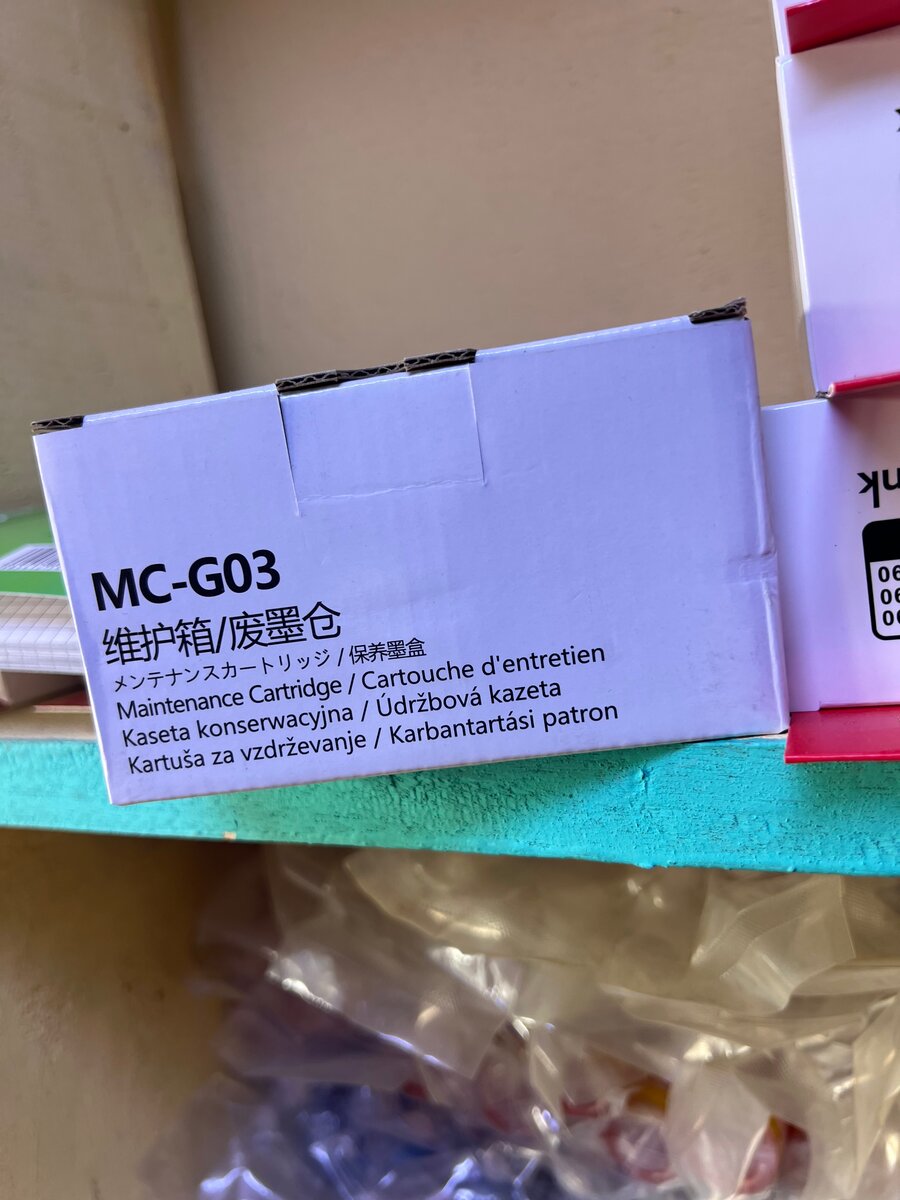 MC-G03
维护箱/废墨仓
メンテナンスカートリッジ / 保养墨盒
Maintenance Cartridge / Cartouche d'entretien
Kaseta konserwacyjna / Údržbová kazeta
Kartuša za vzdrževanje / Karbantartási patron